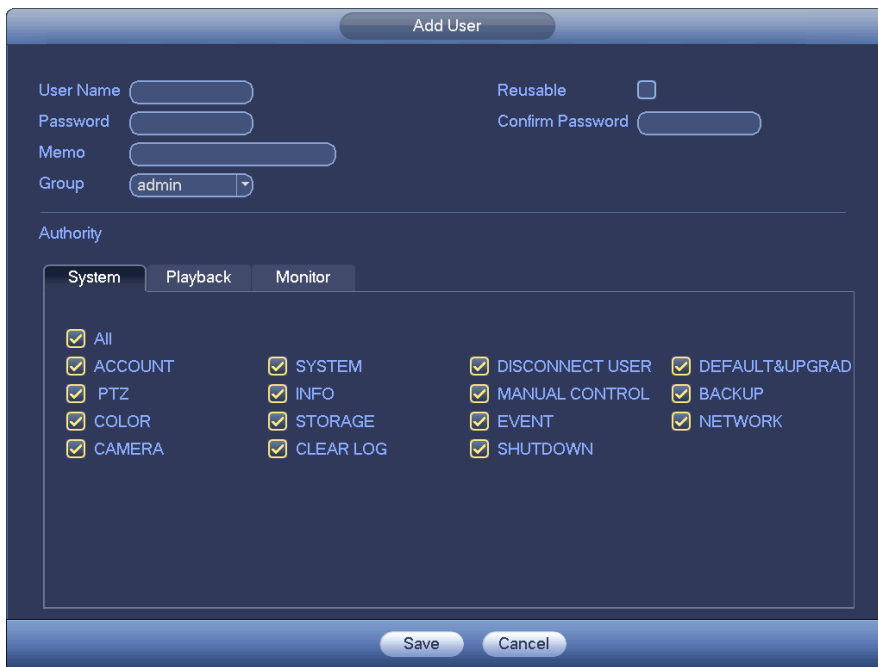 Add User
User Name
Reusable
Password
Confirm Password
Memo
Group admin
Authority
System Playback Monitor
All
ACCOUNT SYSTEM DISCONNECT USER DEFAULT&UPGRAD
PTZ INFO MANUAL CONTROL BACKUP
COLOR STORAGE EVENT NETWORK
CAMERA CLEAR LOG SHUTDOWN
Save Cancel